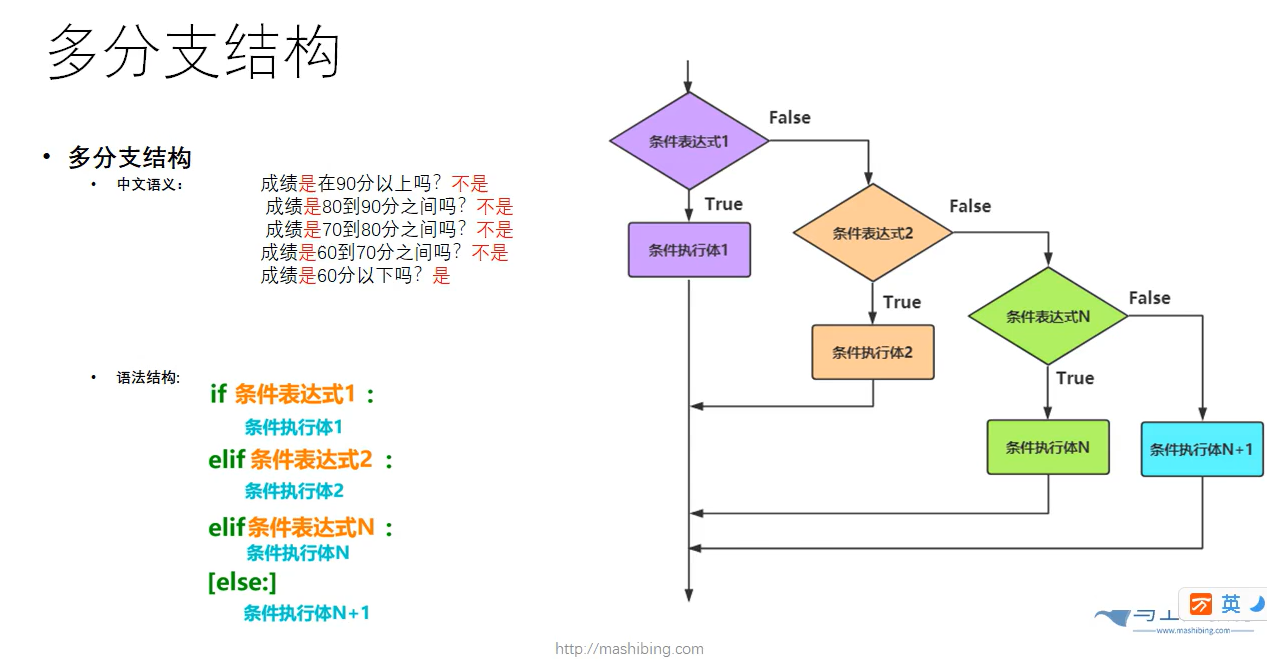 多分支结构
• 多分支结构
• 中文语义：
成绩是在90分以上吗？不是
成绩是80到90分之间吗？不是
成绩是70到80分之间吗？不是
成绩是60到70分之间吗？不是
成绩是60分以下吗？是
• 语法结构:
if 条件表达式1 ：
条件执行体1
elif 条件表达式2 ：
条件执行体2
elif 条件表达式N ：
条件执行体N
[else:]
条件执行体N+1
条件表达式1
False
True
条件执行体1
条件表达式2
False
True
条件执行体2
条件表达式N
False
True
条件执行体N
条件执行体N+1
英
www.mashibing.com
http://mashibing.com